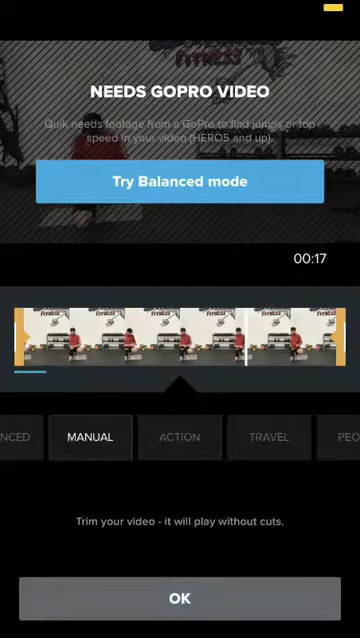 FITNESS
NEEDS GOPRO VIDEO
Quik needs footage from a GoPro to find jumps or top
speed in your video (HERO5 and up).
Try Balanced mode
00:17
NCED
MANUAL
ACTION
TRAVEL
PEO
Trim your video - it will play without cuts.
OK